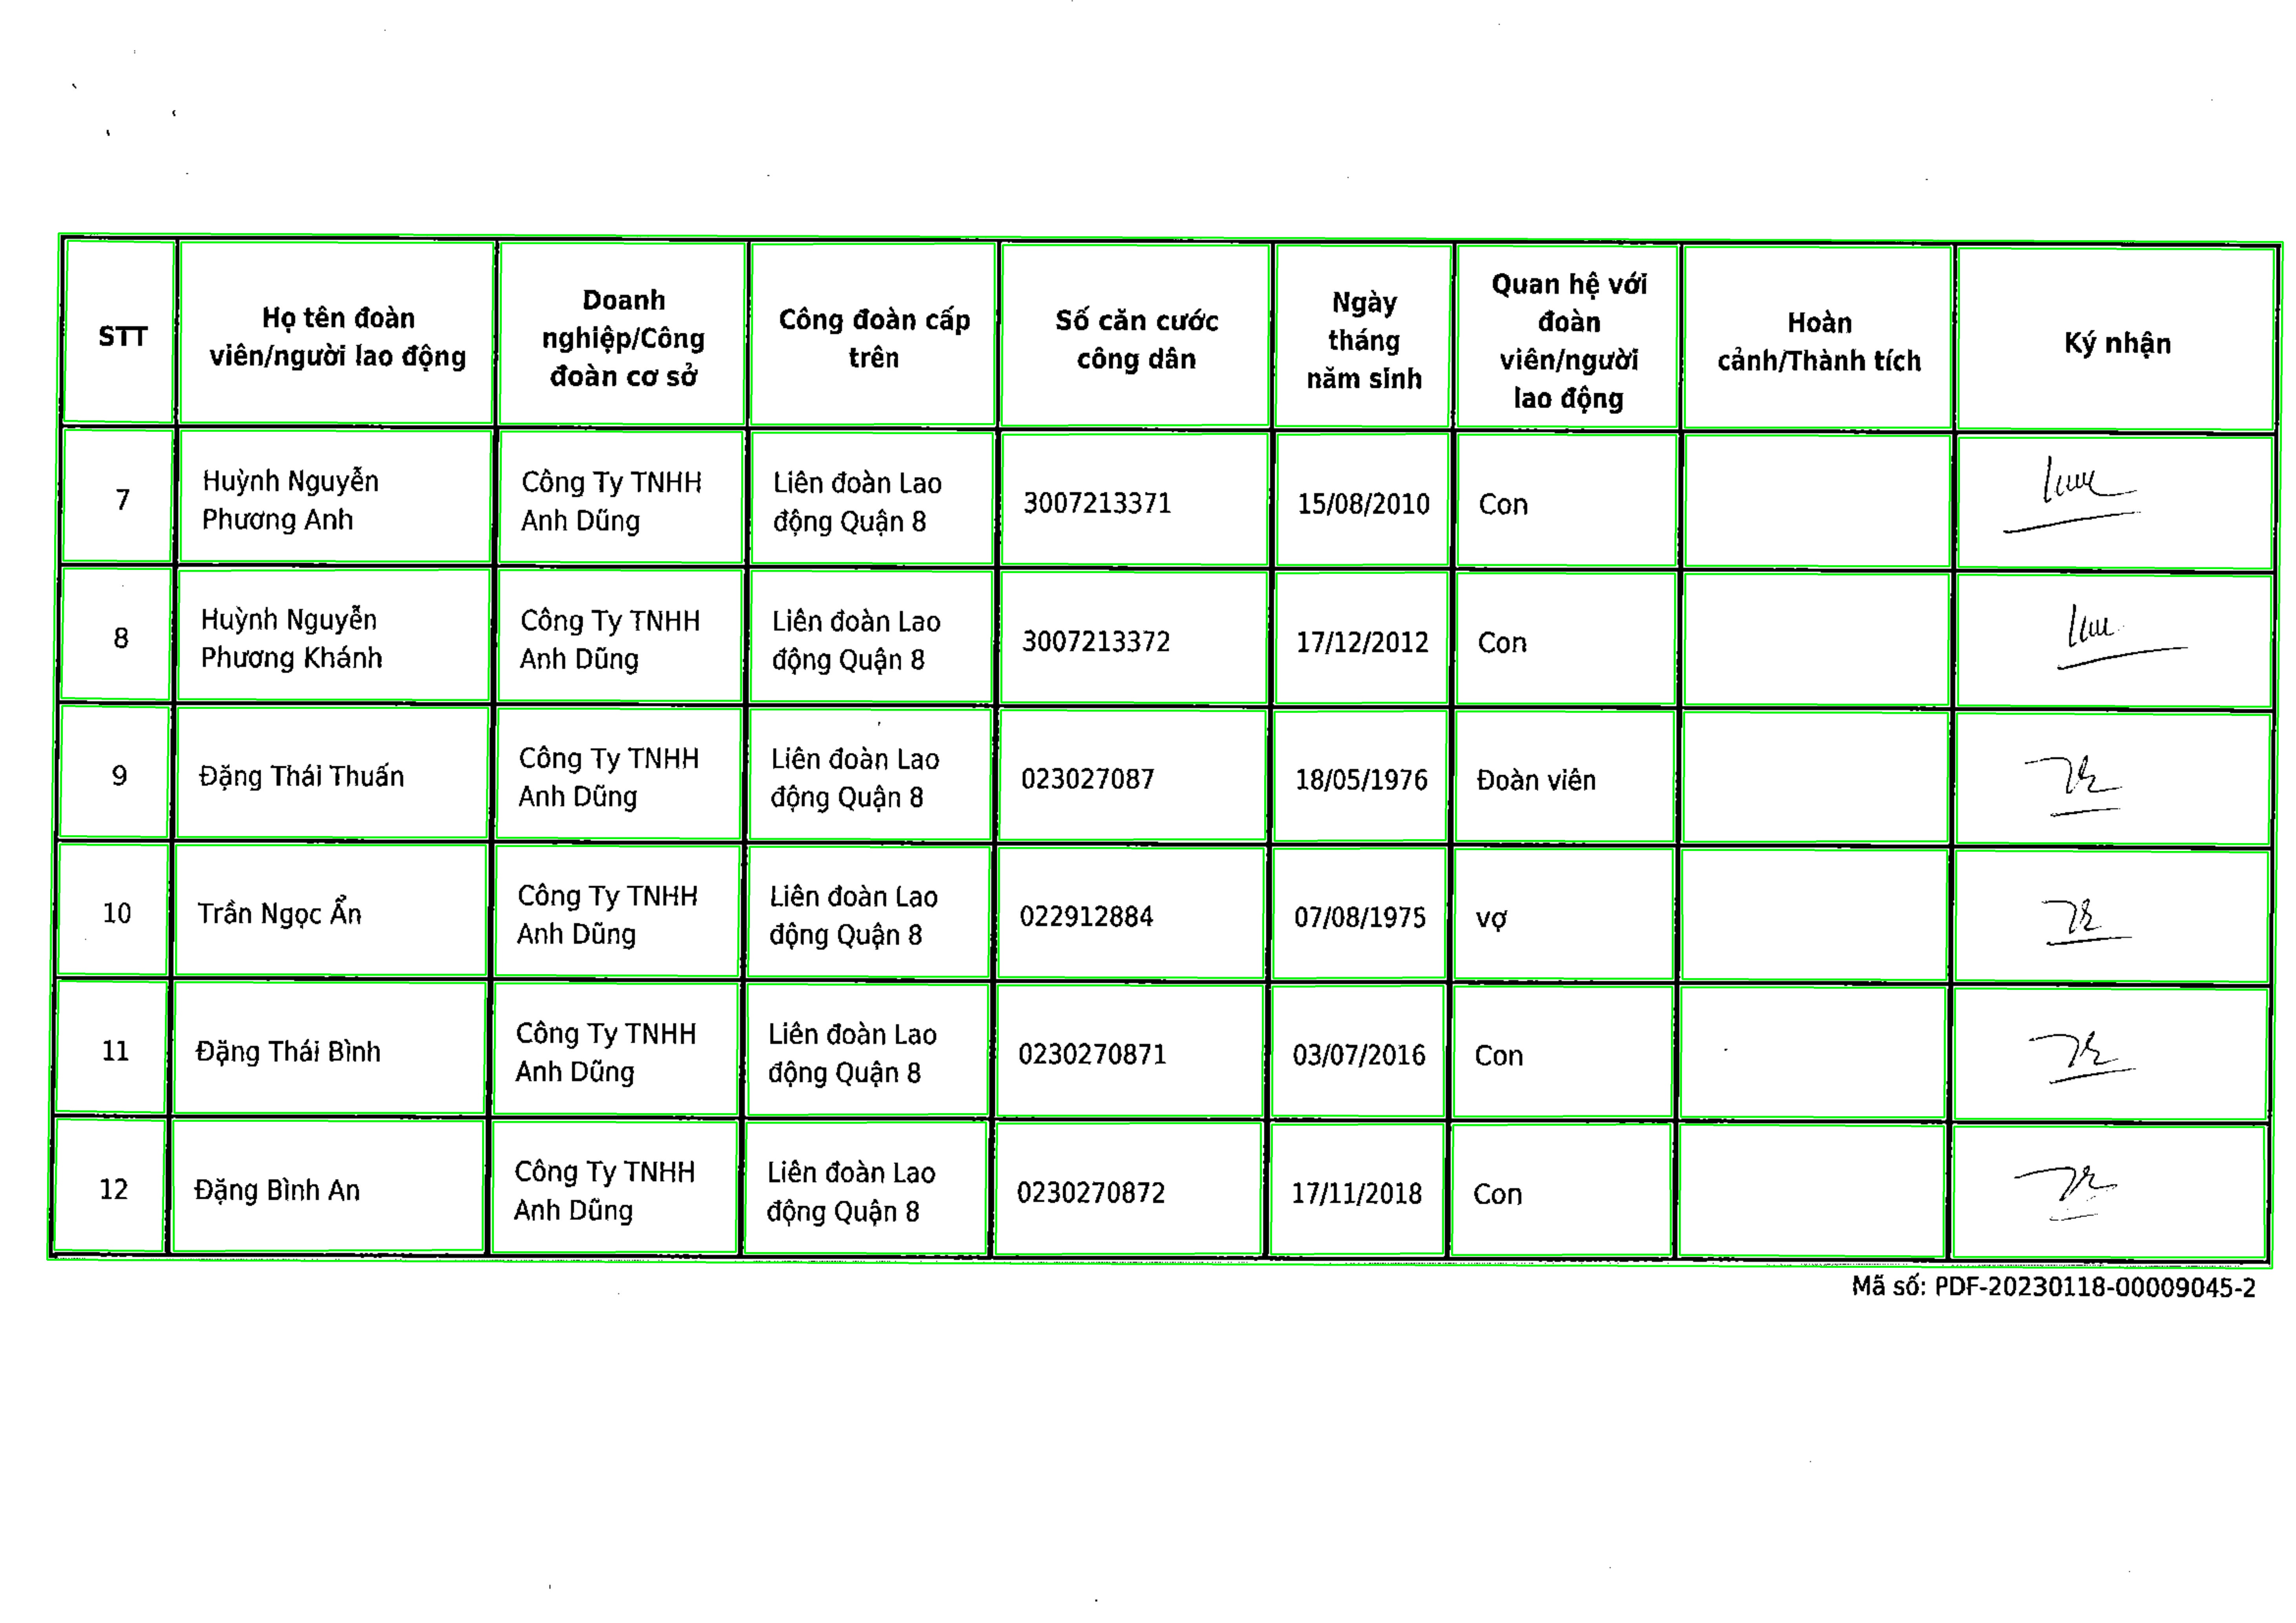 STT
Họ tên đoàn
viên/người lao động
Doanh
nghiệp/Công
đoàn cơ sở
Công đoàn cấp
trên
Số căn cước
công dân
Ngày
tháng
năm sinh
Quan hệ với
đoàn
viên/người
lao động
Hoàn
cảnh/Thành tích
Ký nhận
7
Huỳnh Nguyễn
Phương Anh
Công Ty TNHH
Anh Dũng
Liên đoàn Lao
động Quận 8
3007213371
15/08/2010
Con
8
Huỳnh Nguyễn
Phương Khánh
Công Ty TNHH
Anh Dũng
Liên đoàn Lao
động Quận 8
3007213372
17/12/2012
Con
9
Đặng Thái Thuấn
Công Ty TNHH
Anh Dũng
Liên đoàn Lao
động Quận 8
023027087
18/05/1976
Đoàn viên
10
Trần Ngọc Ẩn
Công Ty TNHH
Anh Dũng
Liên đoàn Lao
động Quận 8
022912884
07/08/1975
vợ
11
Đặng Thái Bình
Công Ty TNHH
Anh Dũng
Liên đoàn Lao
động Quận 8
0230270871
03/07/2016
Con
12
Đặng Bình An
Công Ty TNHH
Anh Dũng
Liên đoàn Lao
động Quận 8
0230270872
17/11/2018
Con
Mã số: PDF-20230118-00009045-2